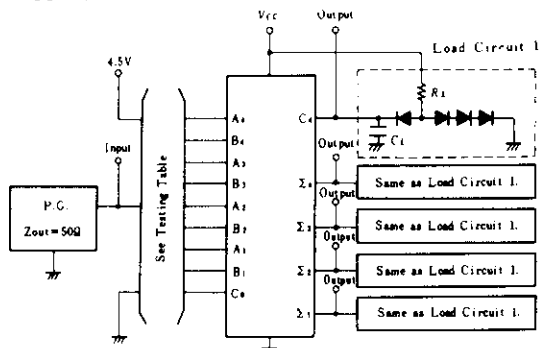 Vcc Output
Load Circuit 1
4.5V
RL
A4 C4
Input B4 CL
A3 Output
B3 Σ4 Same as Load Circuit 1.
P.G. See Testing Table A2 Output
Zout=50Ω B2 Σ3 Same as Load Circuit 1.
A1 Output
B1 Σ2 Same as Load Circuit 1.
C0 Output
Σ1 Same as Load Circuit 1.